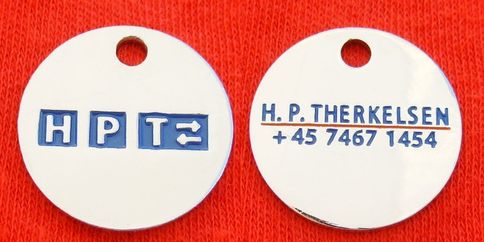 HPT
H. P. THERKELSEN
+45 7467 1454